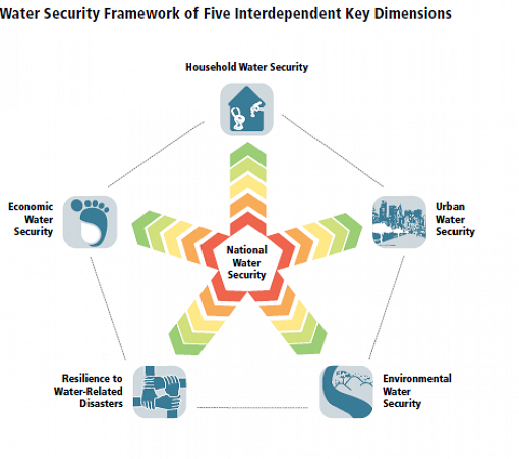 Water Security Framework of Five Interdependent Key Dimensions
Household Water Security
Economic
Water
Security
Urban
Water
Security
National
Water
Security
Resilience to
Water-Related
Disasters
Environmental
Water
Security